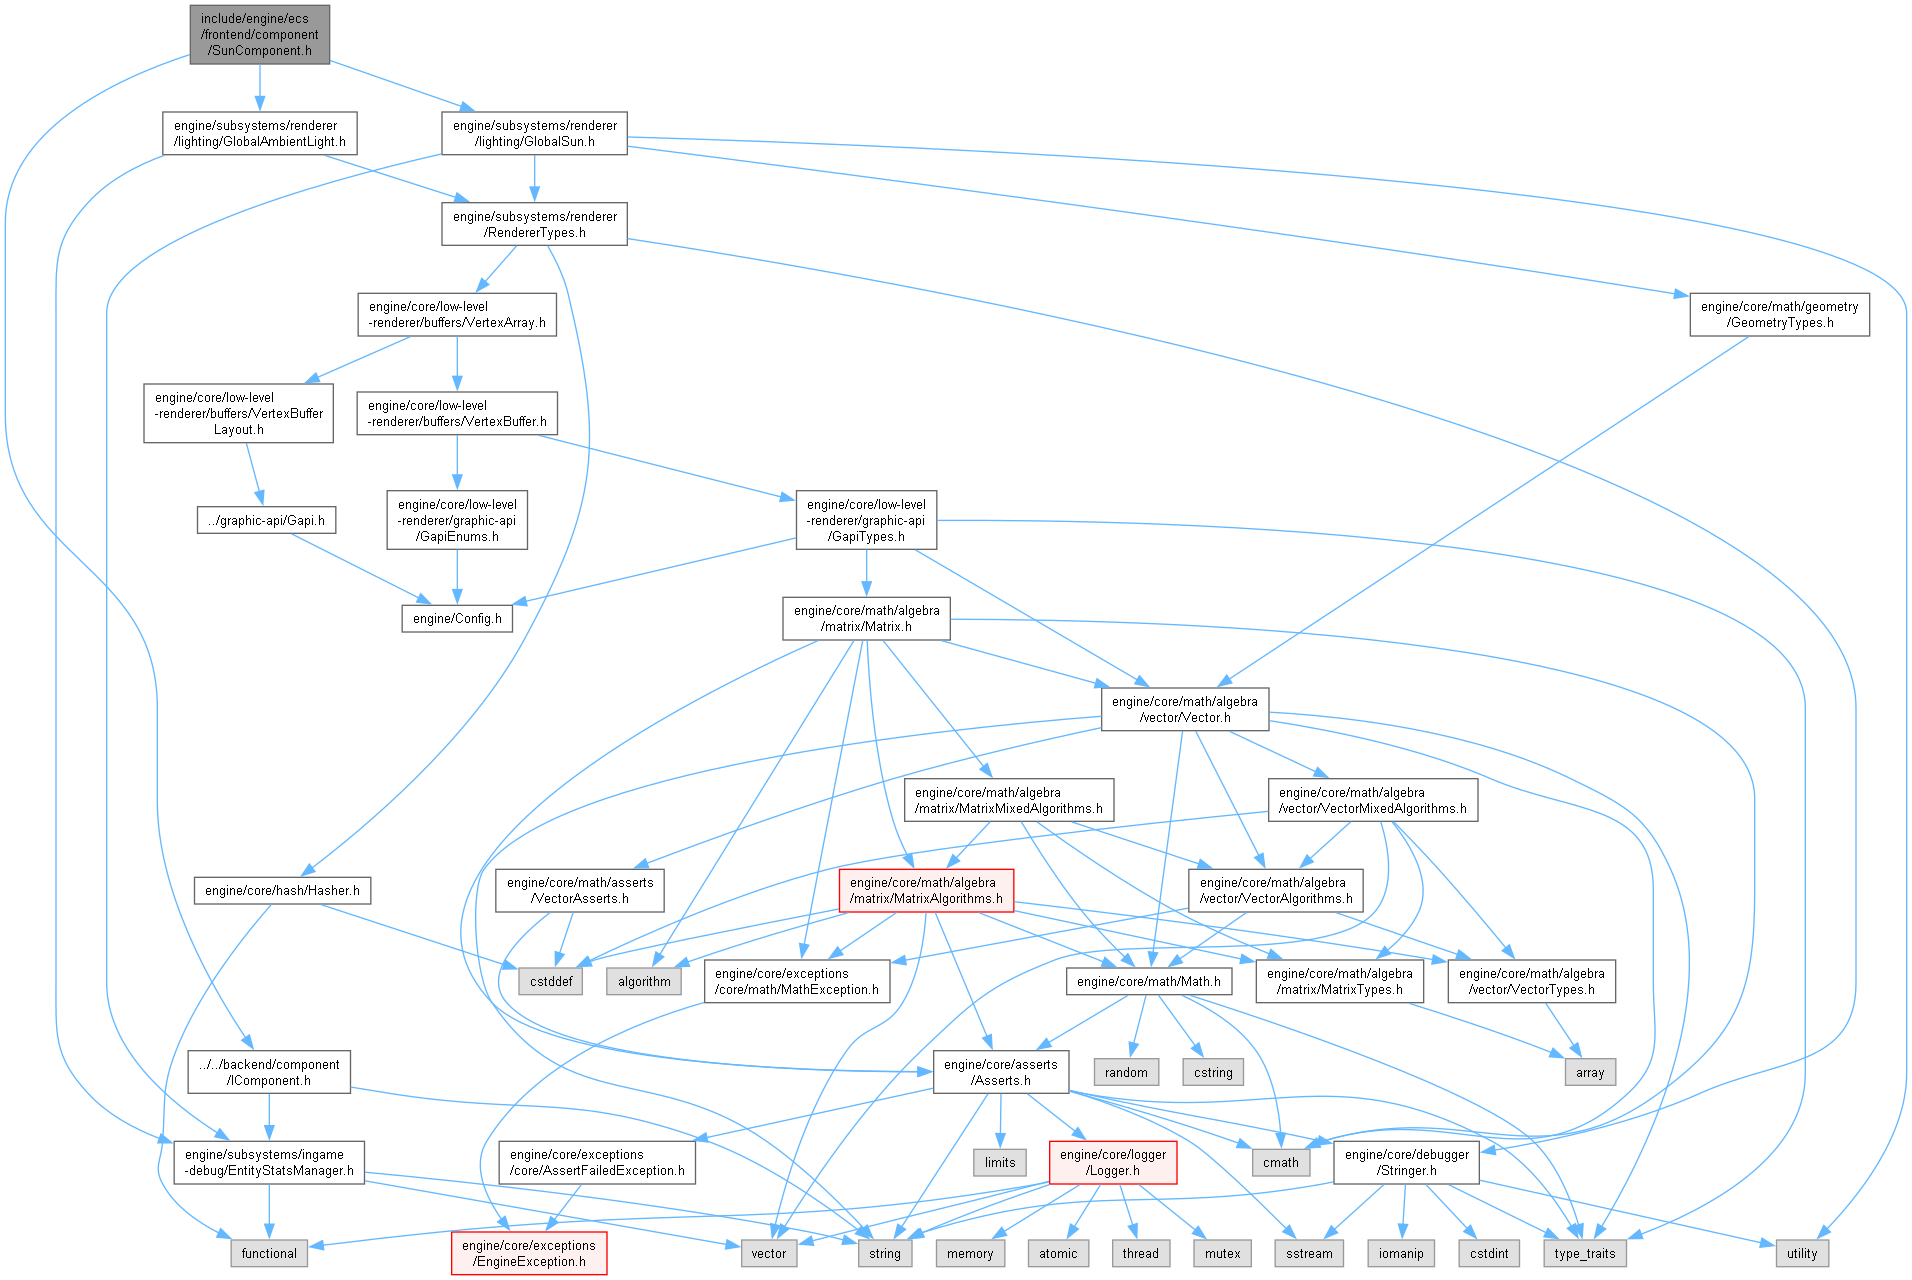 include/engine/ecs
/frontend/component
/SunComponent.h
engine/subsystems/renderer
/lighting/GlobalAmbientLight.h
engine/subsystems/renderer
/lighting/GlobalSun.h
engine/subsystems/renderer
/RendererTypes.h
engine/core/low-level
-renderer/buffers/VertexArray.h
engine/core/math/geometry
/GeometryTypes.h
engine/core/low-level
-renderer/buffers/VertexBuffer
Layout.h
engine/core/low-level
-renderer/buffers/VertexBuffer.h
../graphic-api/Gapi.h
engine/core/low-level
-renderer/graphic-api
/GapiEnums.h
engine/core/low-level
-renderer/graphic-api
/GapiTypes.h
engine/Config.h
engine/core/math/algebra
/matrix/Matrix.h
engine/core/math/algebra
/vector/Vector.h
engine/core/math/algebra
/matrix/MatrixMixedAlgorithms.h
engine/core/math/algebra
/vector/VectorMixedAlgorithms.h
engine/core/hash/Hasher.h
engine/core/math/asserts
/VectorAsserts.h
engine/core/math/algebra
/matrix/MatrixAlgorithms.h
engine/core/math/algebra
/vector/VectorAlgorithms.h
cstddef
algorithm
engine/core/exceptions
/core/math/MathException.h
engine/core/math/Math.h
engine/core/math/algebra
/matrix/MatrixTypes.h
engine/core/math/algebra
/vector/VectorTypes.h
../../backend/component
/IComponent.h
engine/core/asserts
/Asserts.h
random
cstring
array
engine/subsystems/ingame
-debug/EntityStatsManager.h
engine/core/exceptions
/core/AssertFailedException.h
limits
engine/core/logger
/Logger.h
cmath
engine/core/debugger
/Stringer.h
functional
engine/core/exceptions
/EngineException.h
vector
string
memory
atomic
thread
mutex
sstream
iomanip
cstdint
type_traits
utility